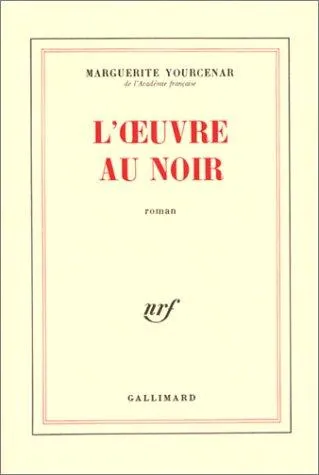 MARGUERITE YOURCENAR
de l'Académie française
L'ŒUVRE
AU NOIR
roman
nrf
GALLIMARD